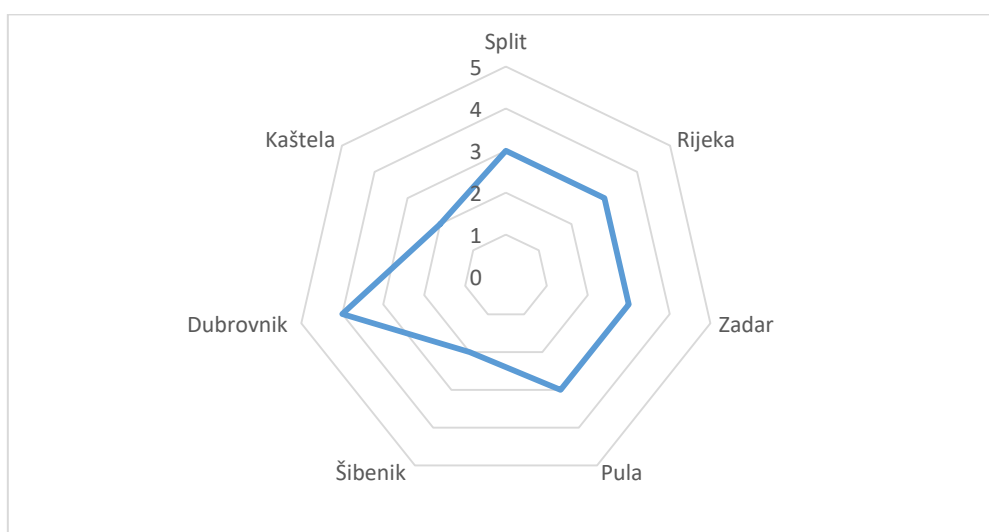 Split
5
4
3
2
1
0
Kaštela
Rijeka
Dubrovnik
Zadar
Šibenik
Pula